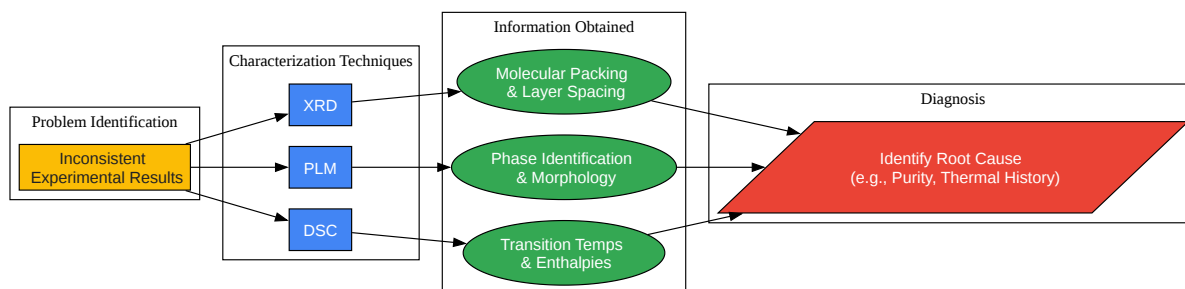 Problem Identification
Inconsistent
Experimental Results
Characterization Techniques
XRD
PLM
DSC
Information Obtained
Molecular Packing
& Layer Spacing
Phase Identification
& Morphology
Transition Temps
& Enthalpies
Diagnosis
Identify Root Cause
(e.g., Purity, Thermal History)